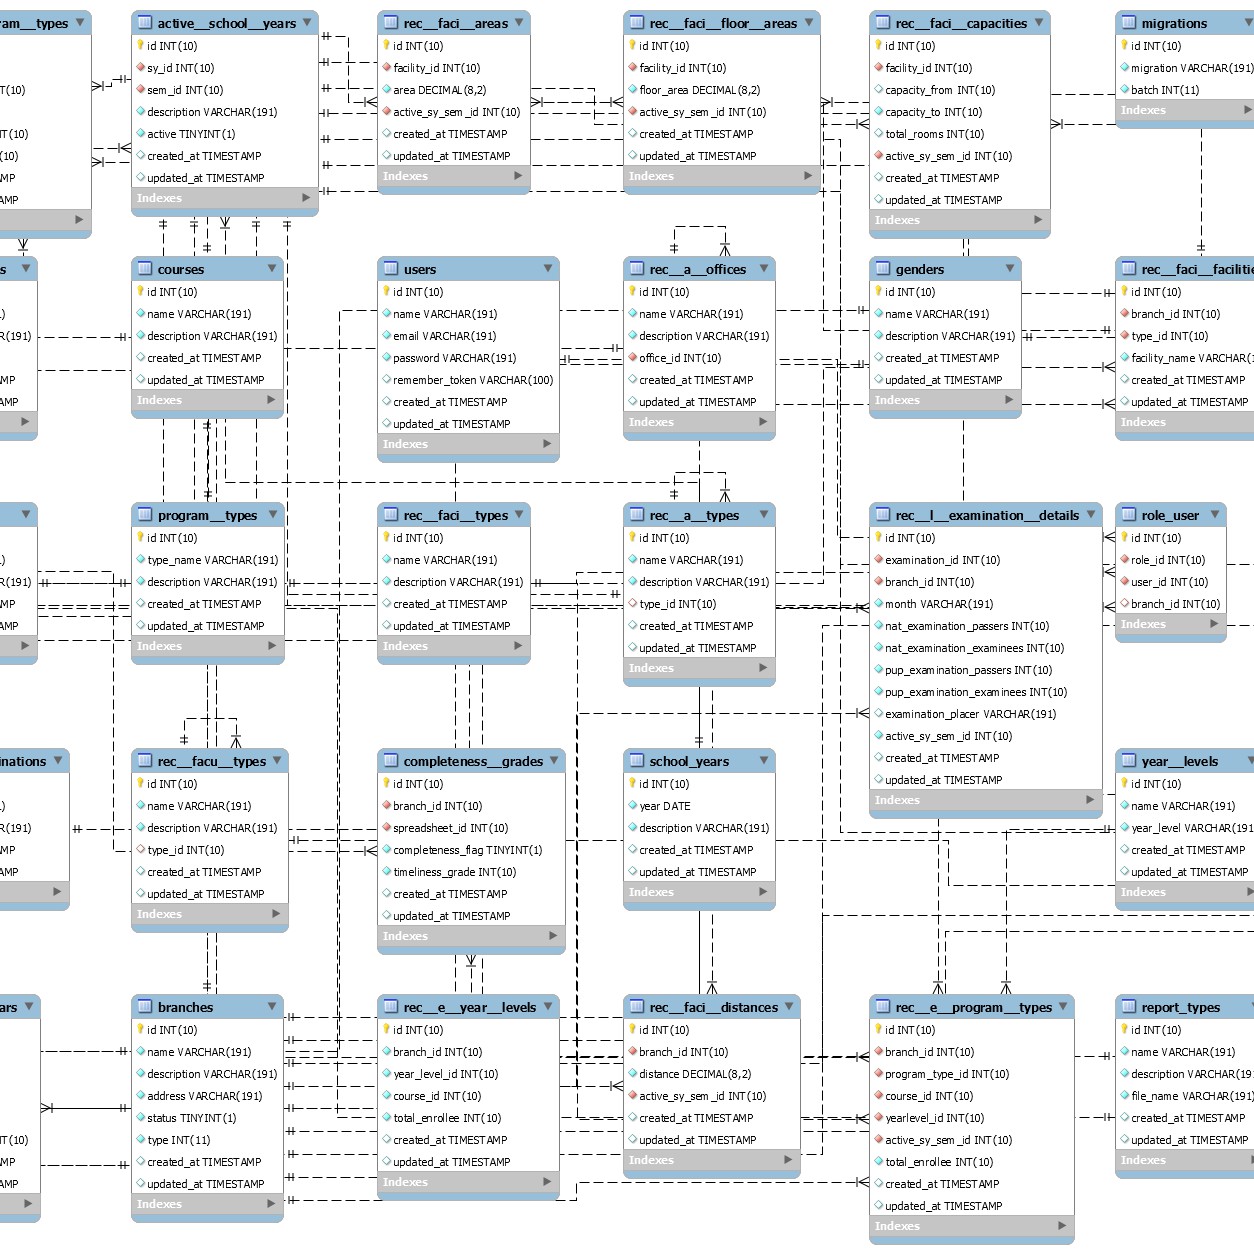 am__types
T(10)
T(10)
(10)
MP
AMP
active__school_years
id INT(10)
sy_id INT(10)
sem_id INT(10)
description VARCHAR(191)
active TINYINT(1)
created_at TIMESTAMP
updated_at TIMESTAMP
Indexes
rec__faci__areas
id INT(10)
facility_id INT(10)
area DECIMAL(8,2)
active_sy_sem_id INT(10)
created_at TIMESTAMP
updated_at TIMESTAMP
Indexes
rec__faci__floor_areas
id INT(10)
facility_id INT(10)
floor_area DECIMAL(8,2)
active_sy_sem_id INT(10)
created_at TIMESTAMP
updated_at TIMESTAMP
Indexes
rec__faci__capacities
id INT(10)
facility_id INT(10)
capacity_from INT(10)
capacity_to INT(10)
total_rooms INT(10)
active_sy_sem_id INT(10)
created_at TIMESTAMP
updated_at TIMESTAMP
Indexes
migrations
id INT(10)
migration VARCHAR(191)
batch INT(11)
Indexes
s
)
R(191)
MP
AMP
courses
id INT(10)
name VARCHAR(191)
description VARCHAR(191)
created_at TIMESTAMP
updated_at TIMESTAMP
Indexes
users
id INT(10)
name VARCHAR(191)
email VARCHAR(191)
password VARCHAR(191)
remember_token VARCHAR(100)
created_at TIMESTAMP
updated_at TIMESTAMP
Indexes
rec__a__offices
id INT(10)
name VARCHAR(191)
description VARCHAR(191)
office_id INT(10)
created_at TIMESTAMP
updated_at TIMESTAMP
Indexes
genders
id INT(10)
name VARCHAR(191)
description VARCHAR(191)
created_at TIMESTAMP
updated_at TIMESTAMP
Indexes
rec__faci__facilitie
id INT(10)
branch_id INT(10)
type_id INT(10)
facility_name VARCHAR(1
created_at TIMESTAMP
updated_at TIMESTAMP
Indexes
)
R(191)
MP
AMP
program__types
id INT(10)
type_name VARCHAR(191)
description VARCHAR(191)
created_at TIMESTAMP
updated_at TIMESTAMP
Indexes
rec__faci__types
id INT(10)
name VARCHAR(191)
description VARCHAR(191)
created_at TIMESTAMP
updated_at TIMESTAMP
Indexes
rec__a__types
id INT(10)
name VARCHAR(191)
description VARCHAR(191)
type_id INT(10)
created_at TIMESTAMP
updated_at TIMESTAMP
Indexes
rec__l__examination__details
id INT(10)
examination_id INT(10)
branch_id INT(10)
month VARCHAR(191)
nat_examination_passers INT(10)
nat_examination_examinees INT(10)
pup_examination_passers INT(10)
pup_examination_examinees INT(10)
examination_placer VARCHAR(191)
active_sy_sem_id INT(10)
created_at TIMESTAMP
updated_at TIMESTAMP
Indexes
role_user
id INT(10)
role_id INT(10)
user_id INT(10)
branch_id INT(10)
Indexes
inations
)
R(191)
MP
AMP
rec__facu__types
id INT(10)
name VARCHAR(191)
description VARCHAR(191)
type_id INT(10)
created_at TIMESTAMP
updated_at TIMESTAMP
Indexes
completeness__grades
id INT(10)
branch_id INT(10)
spreadsheet_id INT(10)
completeness_flag TINYINT(1)
timeliness_grade INT(10)
created_at TIMESTAMP
updated_at TIMESTAMP
Indexes
school_years
id INT(10)
year DATE
description VARCHAR(191)
created_at TIMESTAMP
updated_at TIMESTAMP
Indexes
year__levels
id INT(10)
name VARCHAR(191)
year_level VARCHAR(191
created_at TIMESTAMP
updated_at TIMESTAMP
Indexes
ars
T(10)
MP
AMP
branches
id INT(10)
name VARCHAR(191)
description VARCHAR(191)
address VARCHAR(191)
status TINYINT(1)
type INT(11)
created_at TIMESTAMP
updated_at TIMESTAMP
Indexes
rec__e__year__levels
id INT(10)
branch_id INT(10)
year_level_id INT(10)
course_id INT(10)
total_enrollee INT(10)
created_at TIMESTAMP
updated_at TIMESTAMP
Indexes
rec__faci__distances
id INT(10)
branch_id INT(10)
distance DECIMAL(8,2)
active_sy_sem_id INT(10)
created_at TIMESTAMP
updated_at TIMESTAMP
Indexes
rec__e__program__types
id INT(10)
branch_id INT(10)
program_type_id INT(10)
course_id INT(10)
yearlevel_id INT(10)
active_sy_sem_id INT(10)
total_enrollee INT(10)
created_at TIMESTAMP
updated_at TIMESTAMP
Indexes
report_types
id INT(10)
name VARCHAR(191)
description VARCHAR(19
file_name VARCHAR(191)
created_at TIMESTAMP
updated_at TIMESTAMP
Indexes